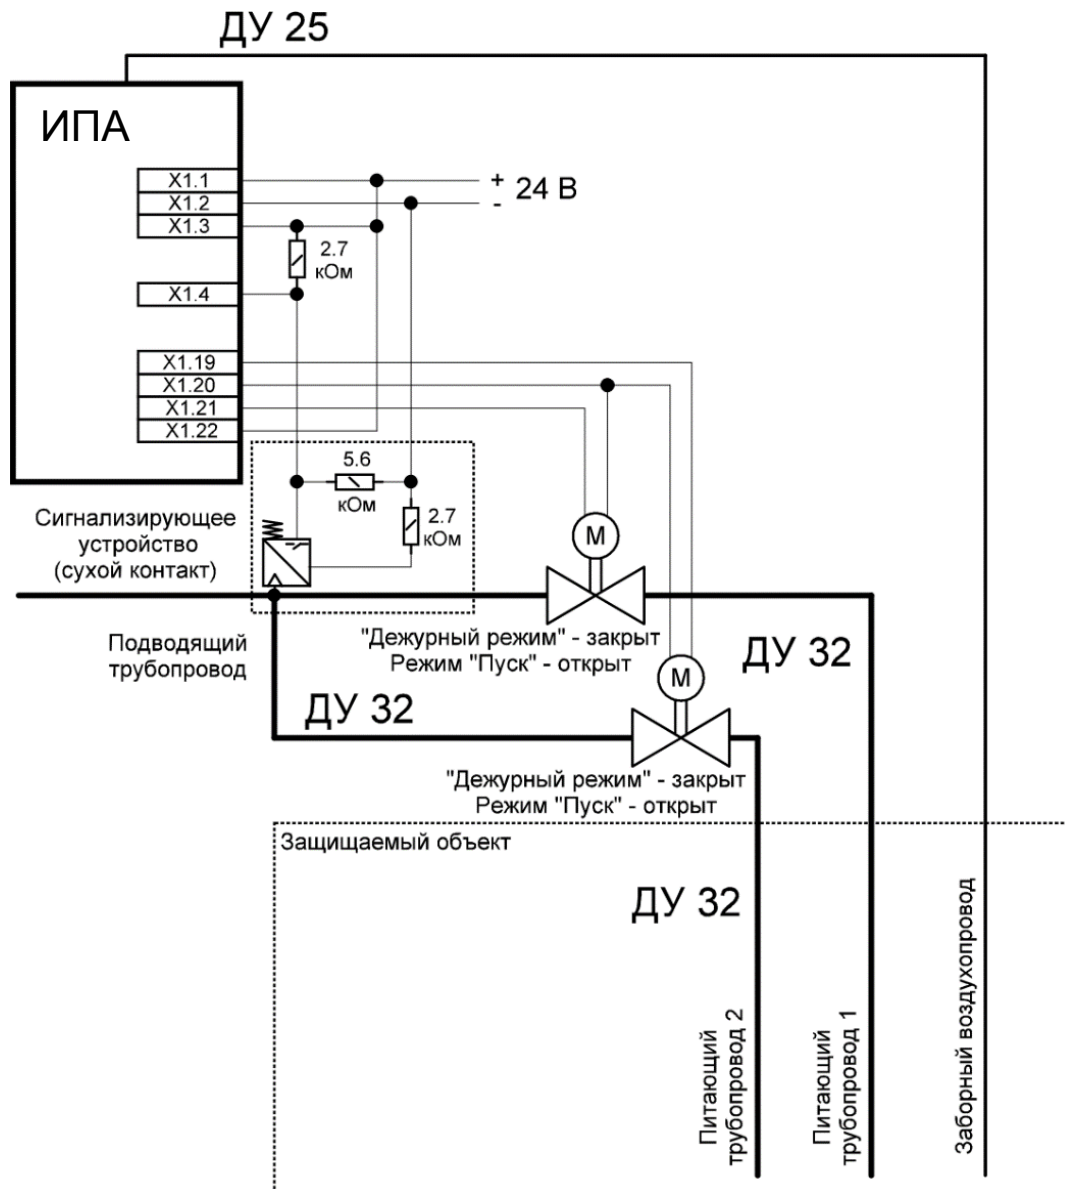 ДУ 25
ИПА
X1.1
X1.2
X1.3
X1.4
X1.19
X1.20
X1.21
X1.22
+
-
24 В
2.7
кОм
5.6
кОм
2.7
кОм
Сигнализирующее
устройство
(сухой контакт)
М
"Дежурный режим" - закрыт
Режим "Пуск" - открыт
Подводящий
трубопровод
ДУ 32
М
ДУ 32
"Дежурный режим" - закрыт
Режим "Пуск" - открыт
Защищаемый объект
ДУ 32
Питающий
трубопровод 2
Питающий
трубопровод 1
Заборный воздухопровод